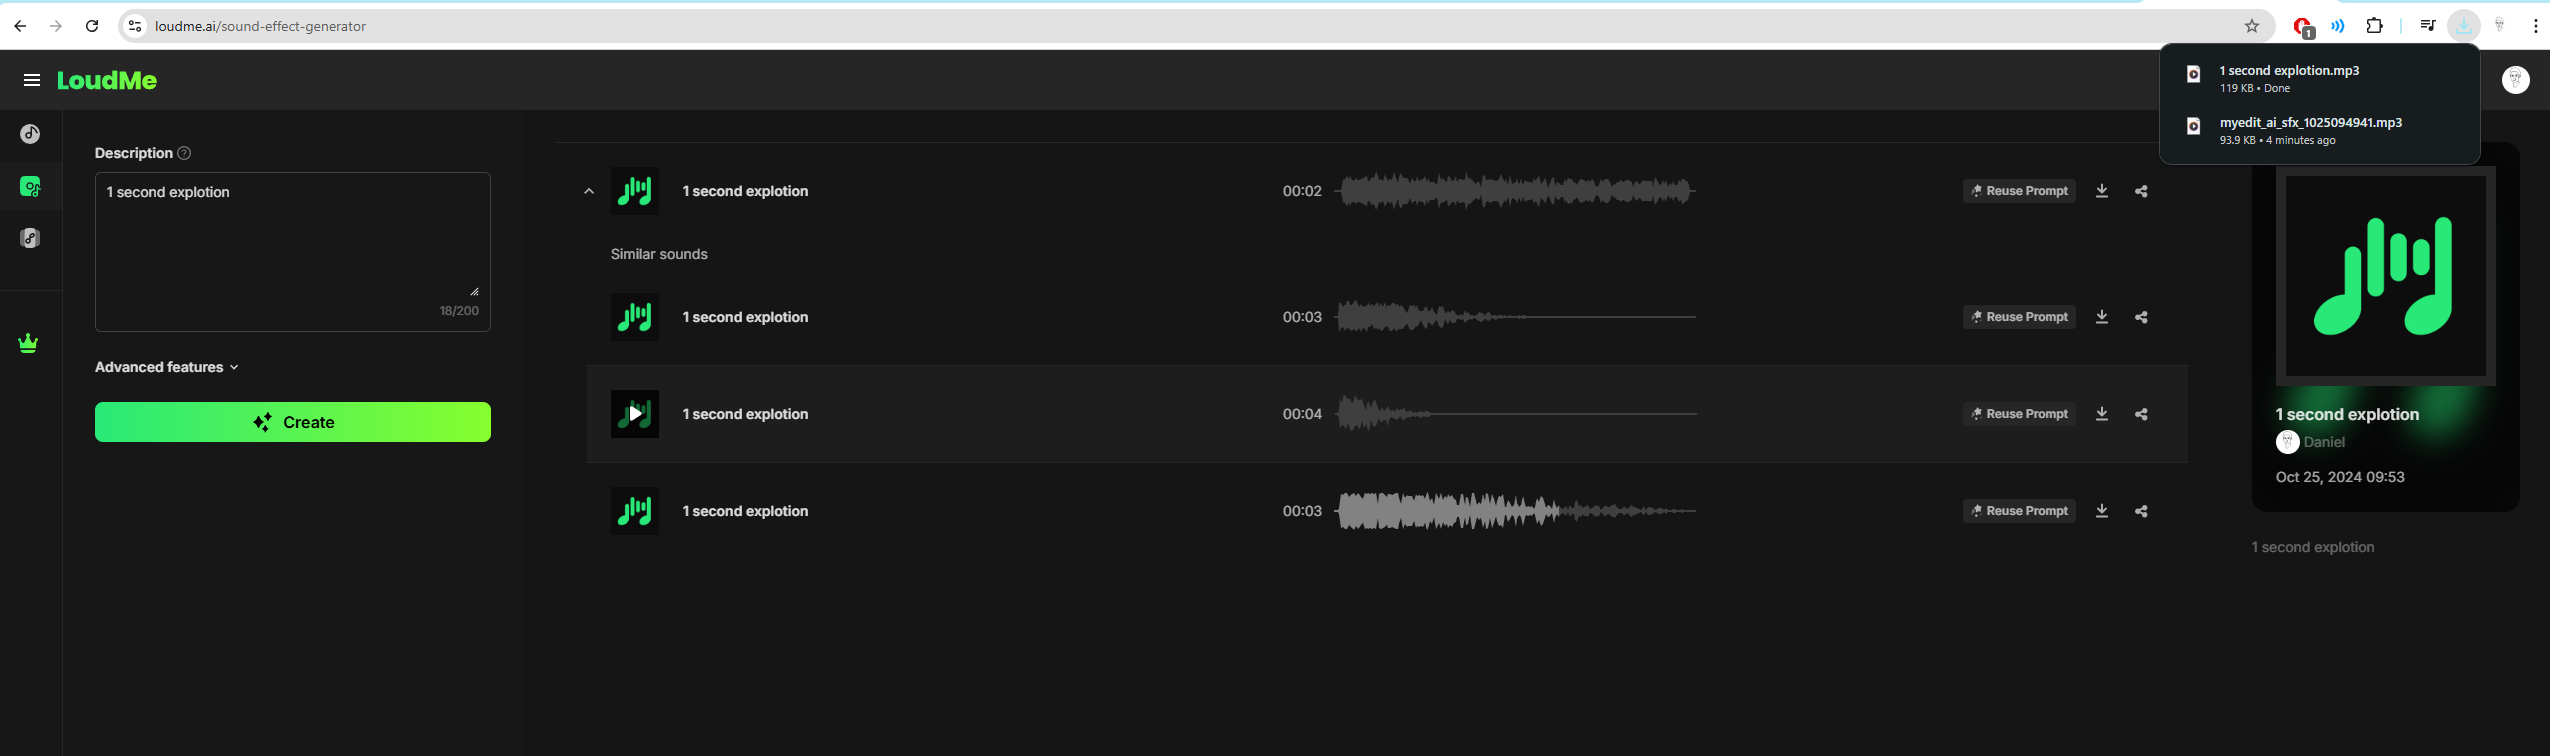 loudme.ai/sound-effect-generator
1
LoudMe
1 second explotion.mp3
119 KB • Done
myedit_ai_sfx_1025094941.mp3
93.9 KB • 4 minutes ago
Description ?
1 second explotion
18/200
Advanced features
Create
1 second explotion 00:02 Reuse Prompt
Similar sounds
1 second explotion 00:03 Reuse Prompt
1 second explotion 00:04 Reuse Prompt
1 second explotion 00:03 Reuse Prompt
1 second explotion
Daniel
Oct 25, 2024 09:53
1 second explotion